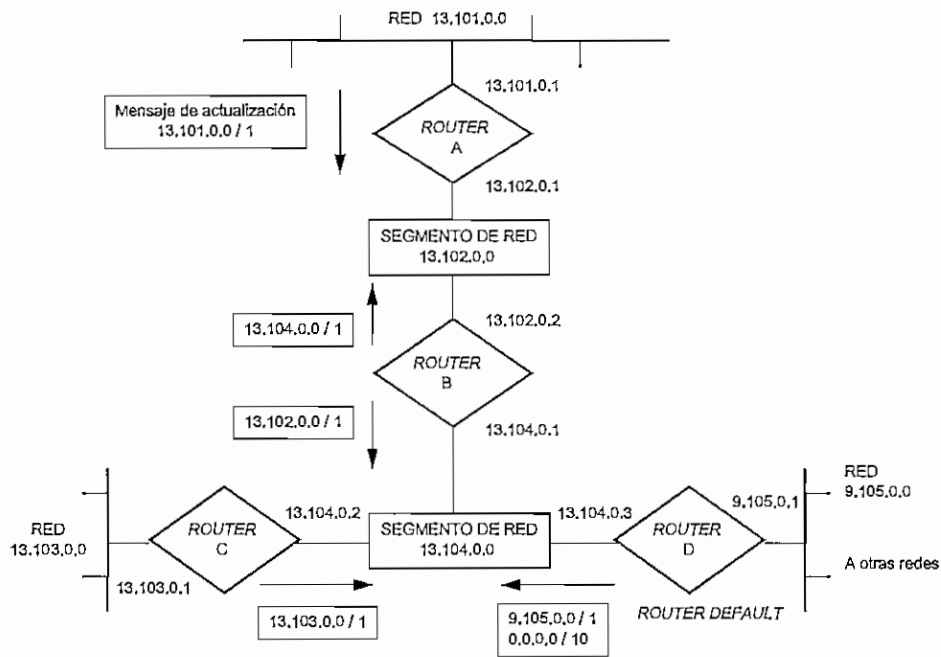 RED 13.101.0.0
13.101.0.1
Mensaje de actualización
13.101.0.0 / 1
ROUTER
A
13.102.0.1
SEGMENTO DE RED
13.102.0.0
13.104.0.0 / 1
13.102.0.2
ROUTER
B
13.102.0.0 / 1
13.104.0.1
RED
9.105.0.0
RED
13.103.0.0
ROUTER
C
13.104.0.2
SEGMENTO DE RED
13.104.0.0
13.104.0.3
ROUTER
D
9.105.0.1
A otras redes
13.103.0.1
13.103.0.0 / 1
9.105.0.0 / 1
0.0.0.0 / 10
ROUTER DEFAULT